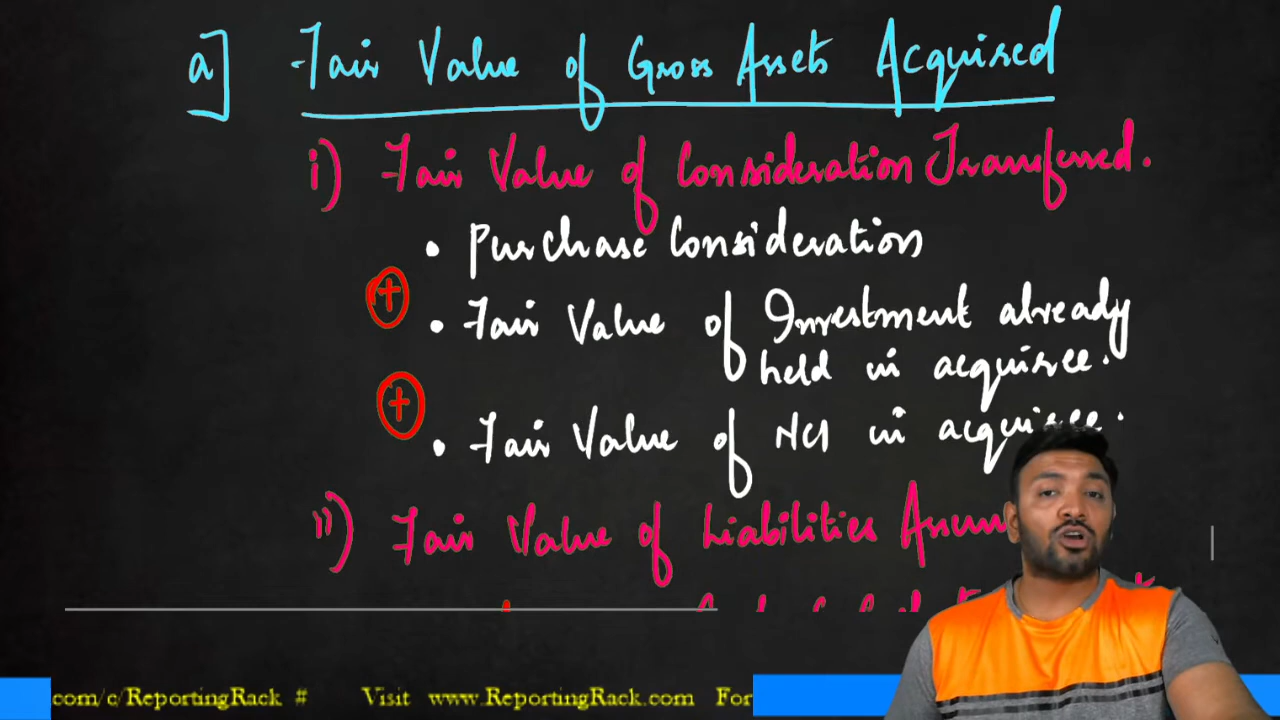 a] Fair Value of Gross Assets Acquired
i) Fair Value of Consideration Transferred.
• Purchase Consideration
+
• Fair Value of Investment already
held in acquiree.
+
• Fair Value of NCI in acquiree.
ii) Fair Value of Liabilities
com/c/ReportingRack # Visit www.ReportingRack.com For